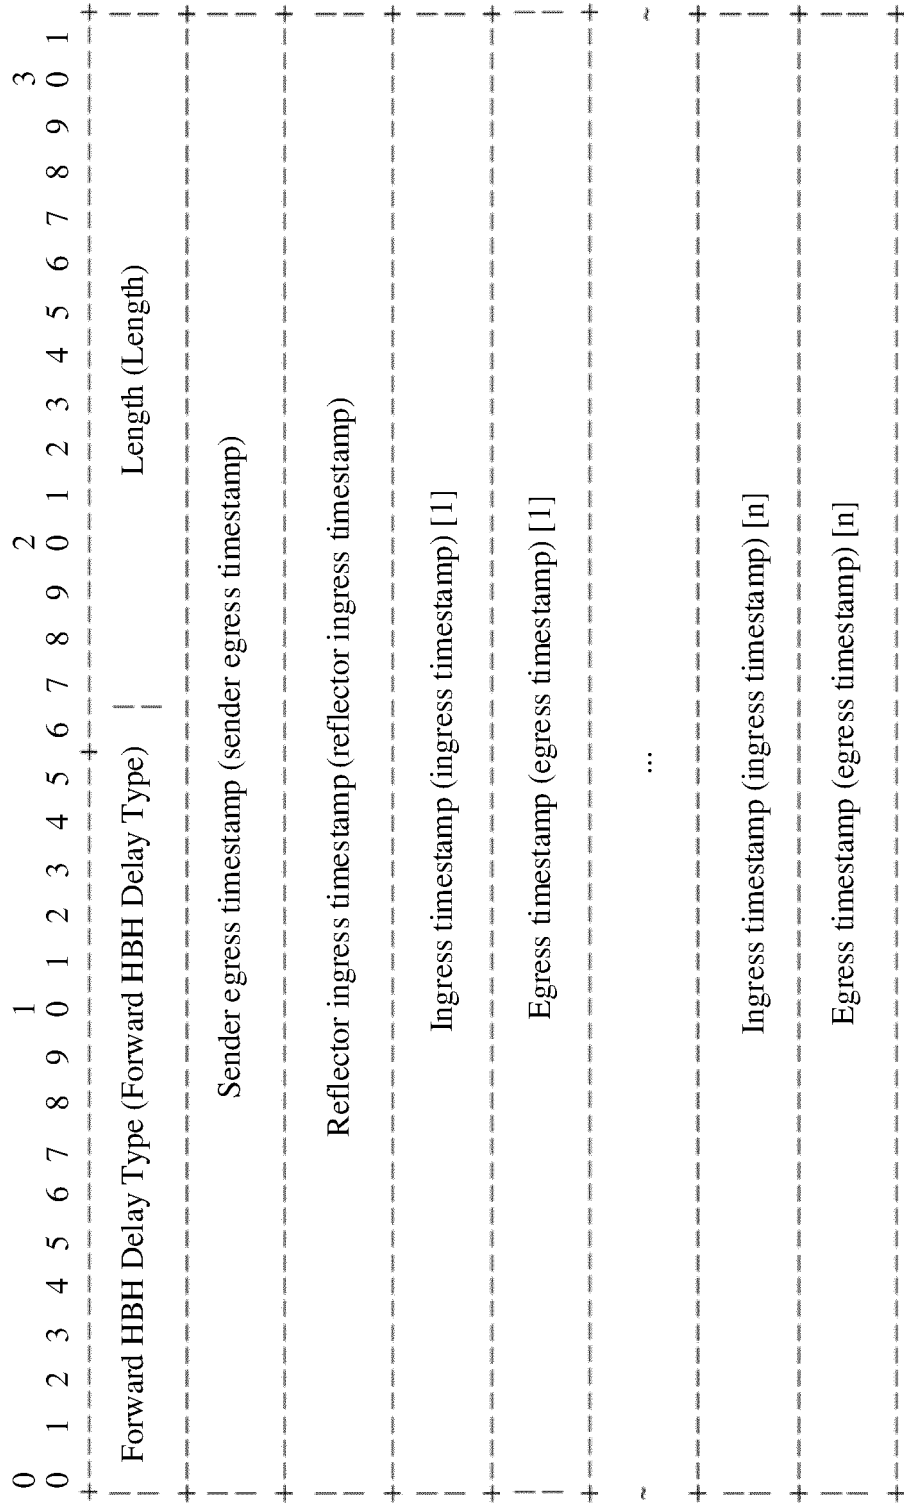 0 1 2 3
0 1 2 3 4 5 6 7 8 9 0 1 2 3 4 5 6 7 8 9 0 1 2 3 4 5 6 7 8 9 0 1
Forward HBH Delay Type (Forward HBH Delay Type) | Length (Length)
Sender egress timestamp (sender egress timestamp)
Reflector ingress timestamp (reflector ingress timestamp)
Ingress timestamp (ingress timestamp) [1]
Egress timestamp (egress timestamp) [1]
~ ... ~
Ingress timestamp (ingress timestamp) [n]
Egress timestamp (egress timestamp) [n]